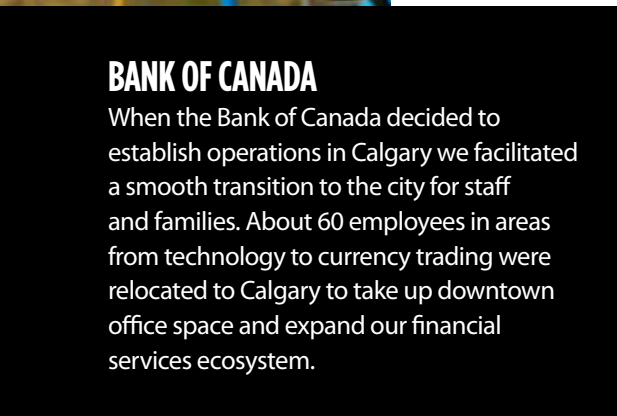 BANK OF CANADA
When the Bank of Canada decided to
establish operations in Calgary we facilitated
a smooth transition to the city for staff
and families. About 60 employees in areas
from technology to currency trading were
relocated to Calgary to take up downtown
office space and expand our financial
services ecosystem.